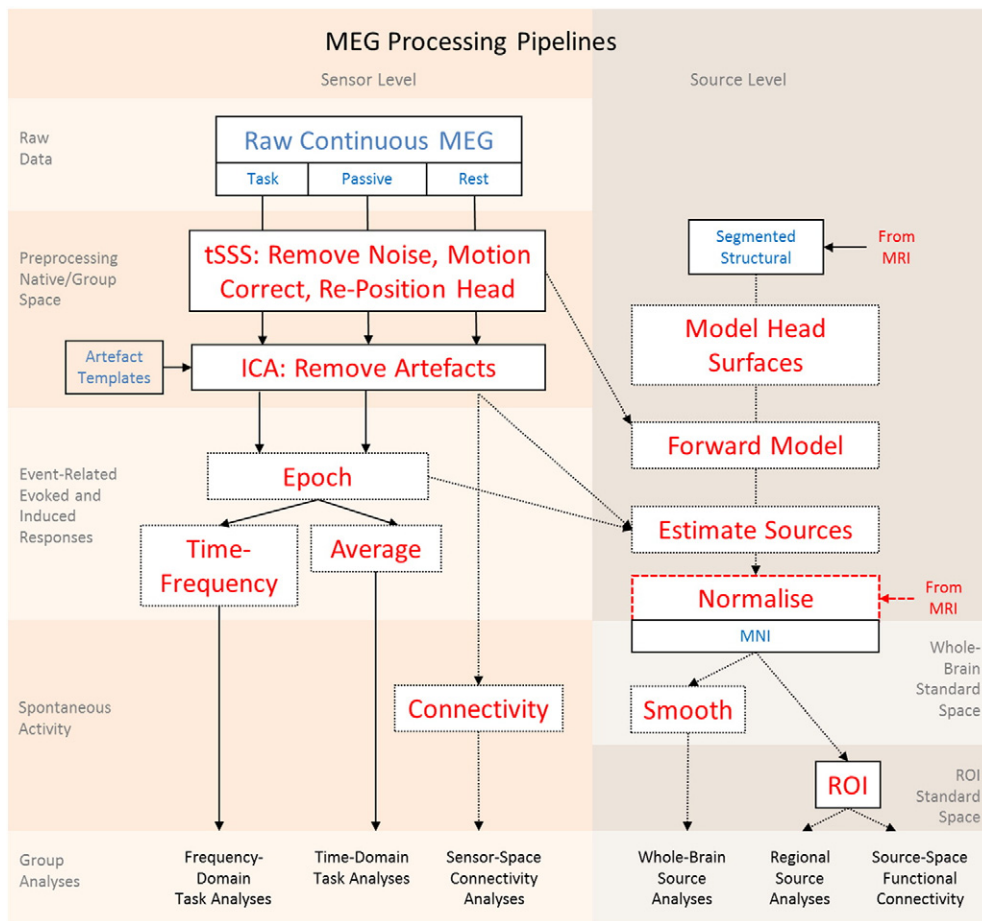 MEG Processing Pipelines
Sensor Level
Source Level
Raw
Data
Raw Continuous MEG
Task
Passive
Rest
Preprocessing
Native/Group
Space
tSSS: Remove Noise, Motion
Correct, Re-Position Head
Segmented
Structural
From
MRI
Model Head
Surfaces
Artefact
Templates
ICA: Remove Artefacts
Forward Model
Event-Related
Evoked and
Induced
Responses
Epoch
Estimate Sources
Time-
Frequency
Average
Normalise
From
MRI
MNI
Whole-
Brain
Standard
Space
Spontaneous
Activity
Connectivity
Smooth
ROI
ROI
Standard
Space
Group
Analyses
Frequency-
Domain
Task Analyses
Time-Domain
Task Analyses
Sensor-Space
Connectivity
Analyses
Whole-Brain
Source
Analyses
Regional
Source
Analyses
Source-Space
Functional
Connectivity